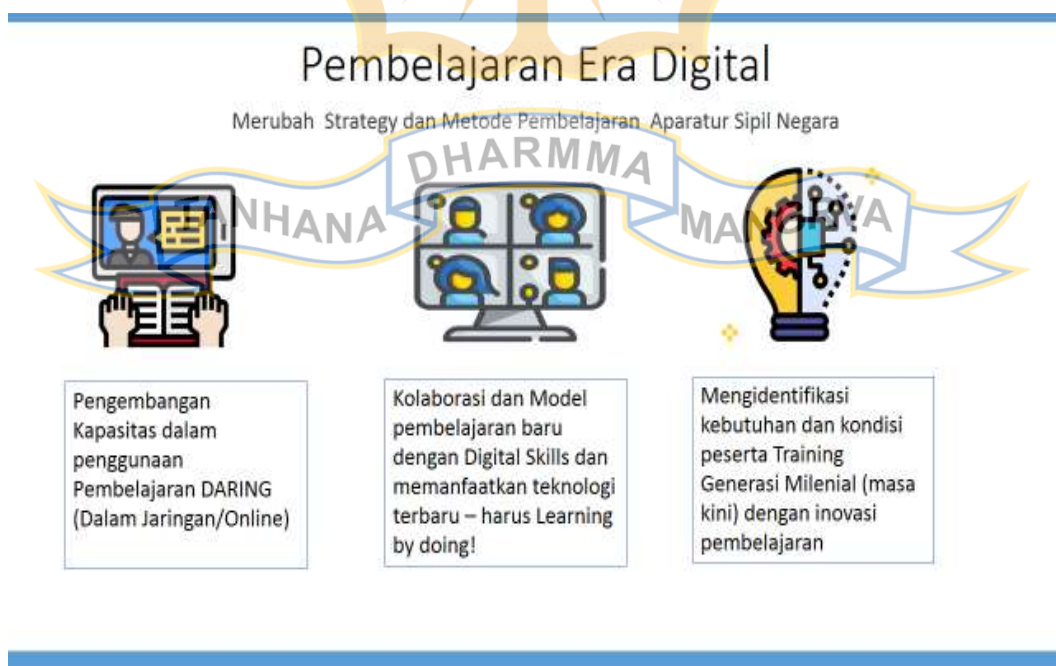 Pembelajaran Era Digital
Merubah Strategy dan Metode Pembelajaran Aparatur Sipil Negara
DHARMMA
Pengembangan
Kapasitas dalam
penggunaan
Pembelajaran DARING
(Dalam Jaringan/Online)
Kolaborasi dan Model
pembelajaran baru
dengan Digital Skills dan
memanfaatkan teknologi
terbaru – harus Learning
by doing!
Mengidentifikasi
kebutuhan dan kondisi
peserta Training
Generasi Milenial (masa
kini) dengan inovasi
pembelajaran